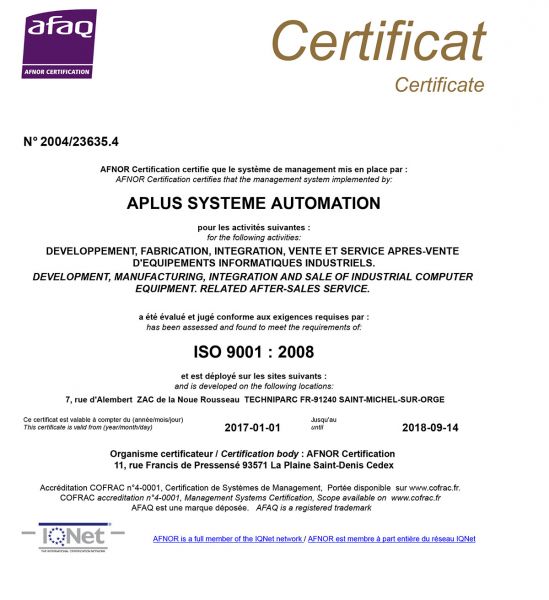 afaQ
AFNOR CERTIFICATION
Certificat
Certificate
N° 2004/23635.4
AFNOR Certification certifie que le système de management mis en place par :
AFNOR Certification certifies that the management system implemented by:
APLUS SYSTEME AUTOMATION
pour les activités suivantes :
for the following activities:
DEVELOPPEMENT, FABRICATION, INTEGRATION, VENTE ET SERVICE APRES-VENTE
D'EQUIPEMENTS INFORMATIQUES INDUSTRIELS.
DEVELOPMENT, MANUFACTURING, INTEGRATION AND SALE OF INDUSTRIAL COMPUTER
EQUIPMENT. RELATED AFTER-SALES SERVICE.
a été évalué et jugé conforme aux exigences requises par :
has been assessed and found to meet the requirements of:
ISO 9001 : 2008
et est déployé sur les sites suivants :
and is developed on the following locations:
7, rue d'Alembert ZAC de la Noue Rousseau TECHNIPARC FR-91240 SAINT-MICHEL-SUR-ORGE
Ce certificat est valable à compter du (année/mois/jour)
This certificate is valid from (year/month/day)
2017-01-01
Jusqu'au
until
2018-09-14
Organisme certificateur / Certification body : AFNOR Certification
11, rue Francis de Pressensé 93571 La Plaine Saint-Denis Cedex
Accréditation COFRAC n°4-0001, Certification de Systèmes de Management, Portée disponible sur www.cofrac.fr.
COFRAC accreditation n°4-0001, Management Systems Certification, Scope available on www.cofrac.fr
AFAQ est une marque déposée. AFAQ is a registered trademark
IQNet
THE INTERNATIONAL CERTIFICATION NETWORK
AFNOR is a full member of the IQNet network / AFNOR est membre à part entière du réseau IQNet